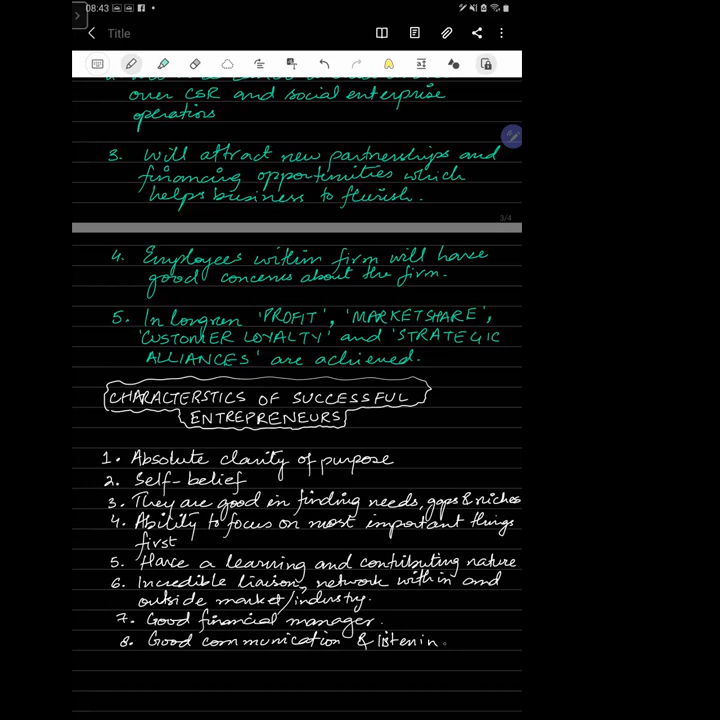 08:43
Title
over CSR and social enterprise
operations
3. Will attract new partnerships and
financing opportunities which
helps business to flurish.
3/4
4. Employees within firm will have
good concerns about the firm.
5. In longrun 'PROFIT', 'MARKETSHARE',
'CUSTOMER LOYALTY' and 'STRATEGIC
ALLIANCES' are achieved.
CHARACTERSTICS OF SUCCESSFUL
ENTREPRENEURS
1. Absolute clarity of purpose
2. Self-belief
3. They are good in finding needs, gaps & niches
4. Ability to focus on most important things
first
5. Have a learning and contributing nature
6. Incredible liaison, network within and
outside market/industry.
7. Good financial manager.
8. Good communication & listenin